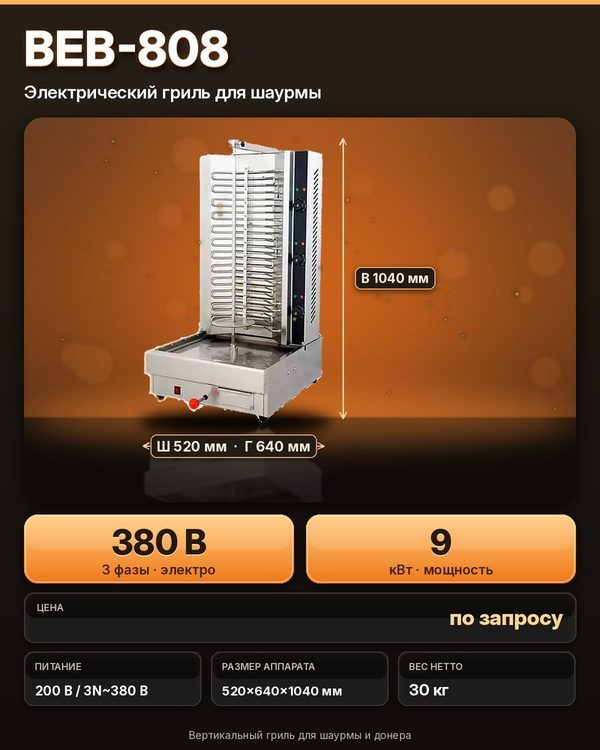 BEB-808
Электрический гриль для шаурмы
В 1040 мм
Ш 520 мм · Г 640 мм
380 В
3 фазы · электро
9
кВт · мощность
ЦЕНА
по запросу
ПИТАНИЕ
200 В / 3N~380 В
РАЗМЕР АППАРАТА
520×640×1040 мм
ВЕС НЕТТО
30 кг
Вертикальный гриль для шаурмы и донера